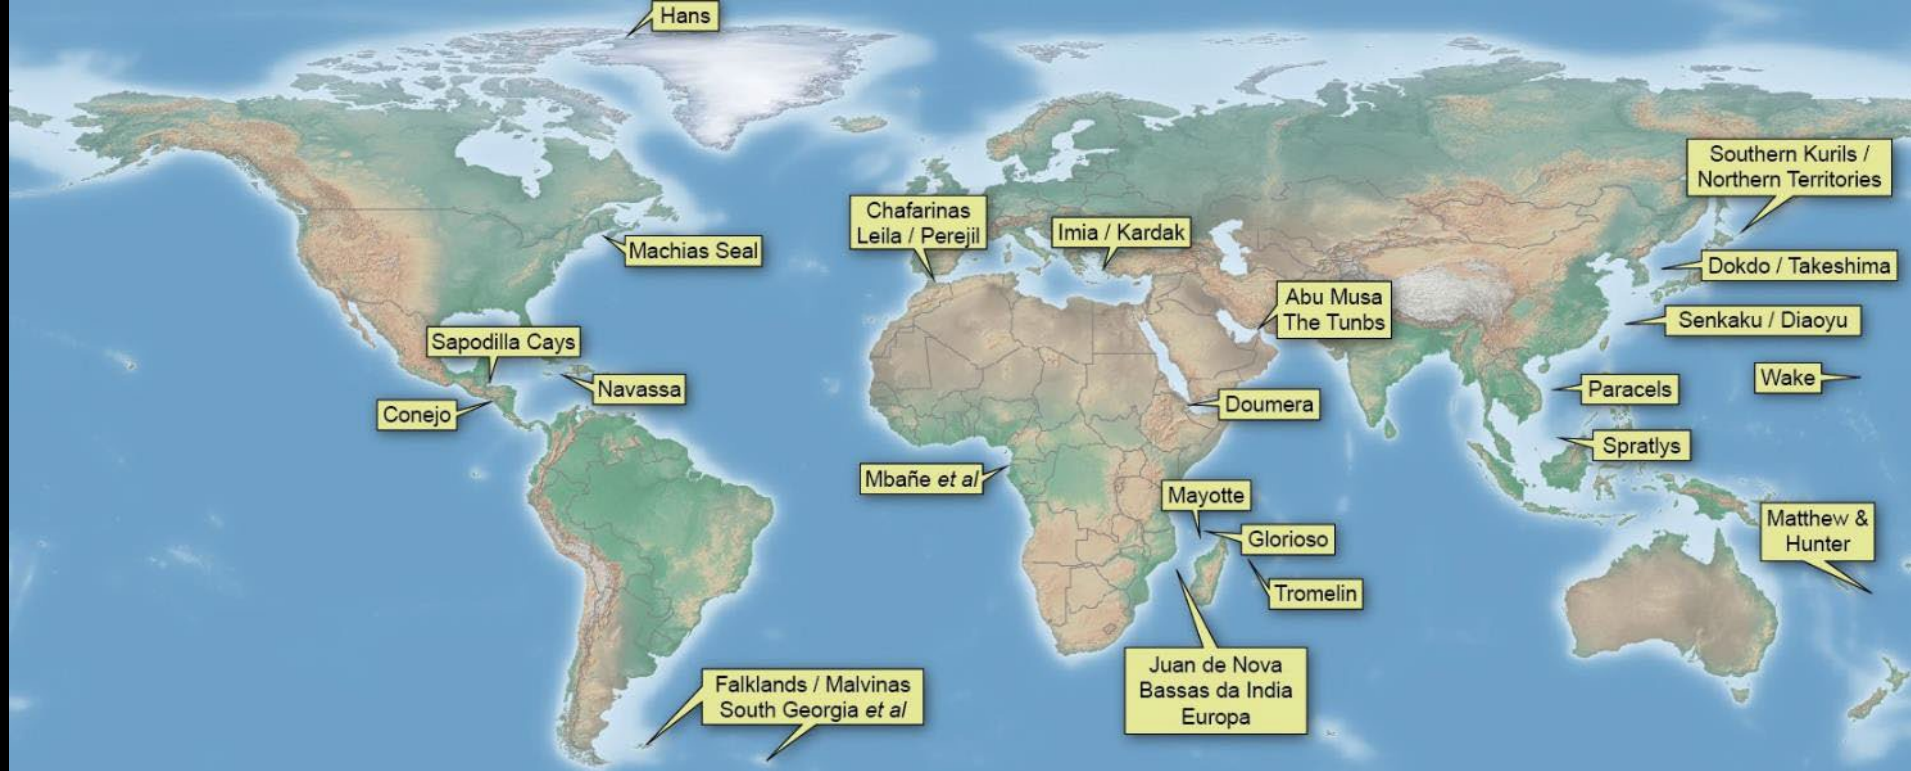 Hans
Southern Kurils /
Northern Territories
Chafarinas
Leila / Perejil
Imia / Kardak
Machias Seal
Dokdo / Takeshima
Abu Musa
The Tunbs
Senkaku / Diaoyu
Sapodilla Cays
Navassa
Wake
Paracels
Conejo
Doumera
Spratlys
Mbañe et al
Mayotte
Matthew &
Hunter
Glorioso
Tromelin
Juan de Nova
Bassas da India
Europa
Falklands / Malvinas
South Georgia et al